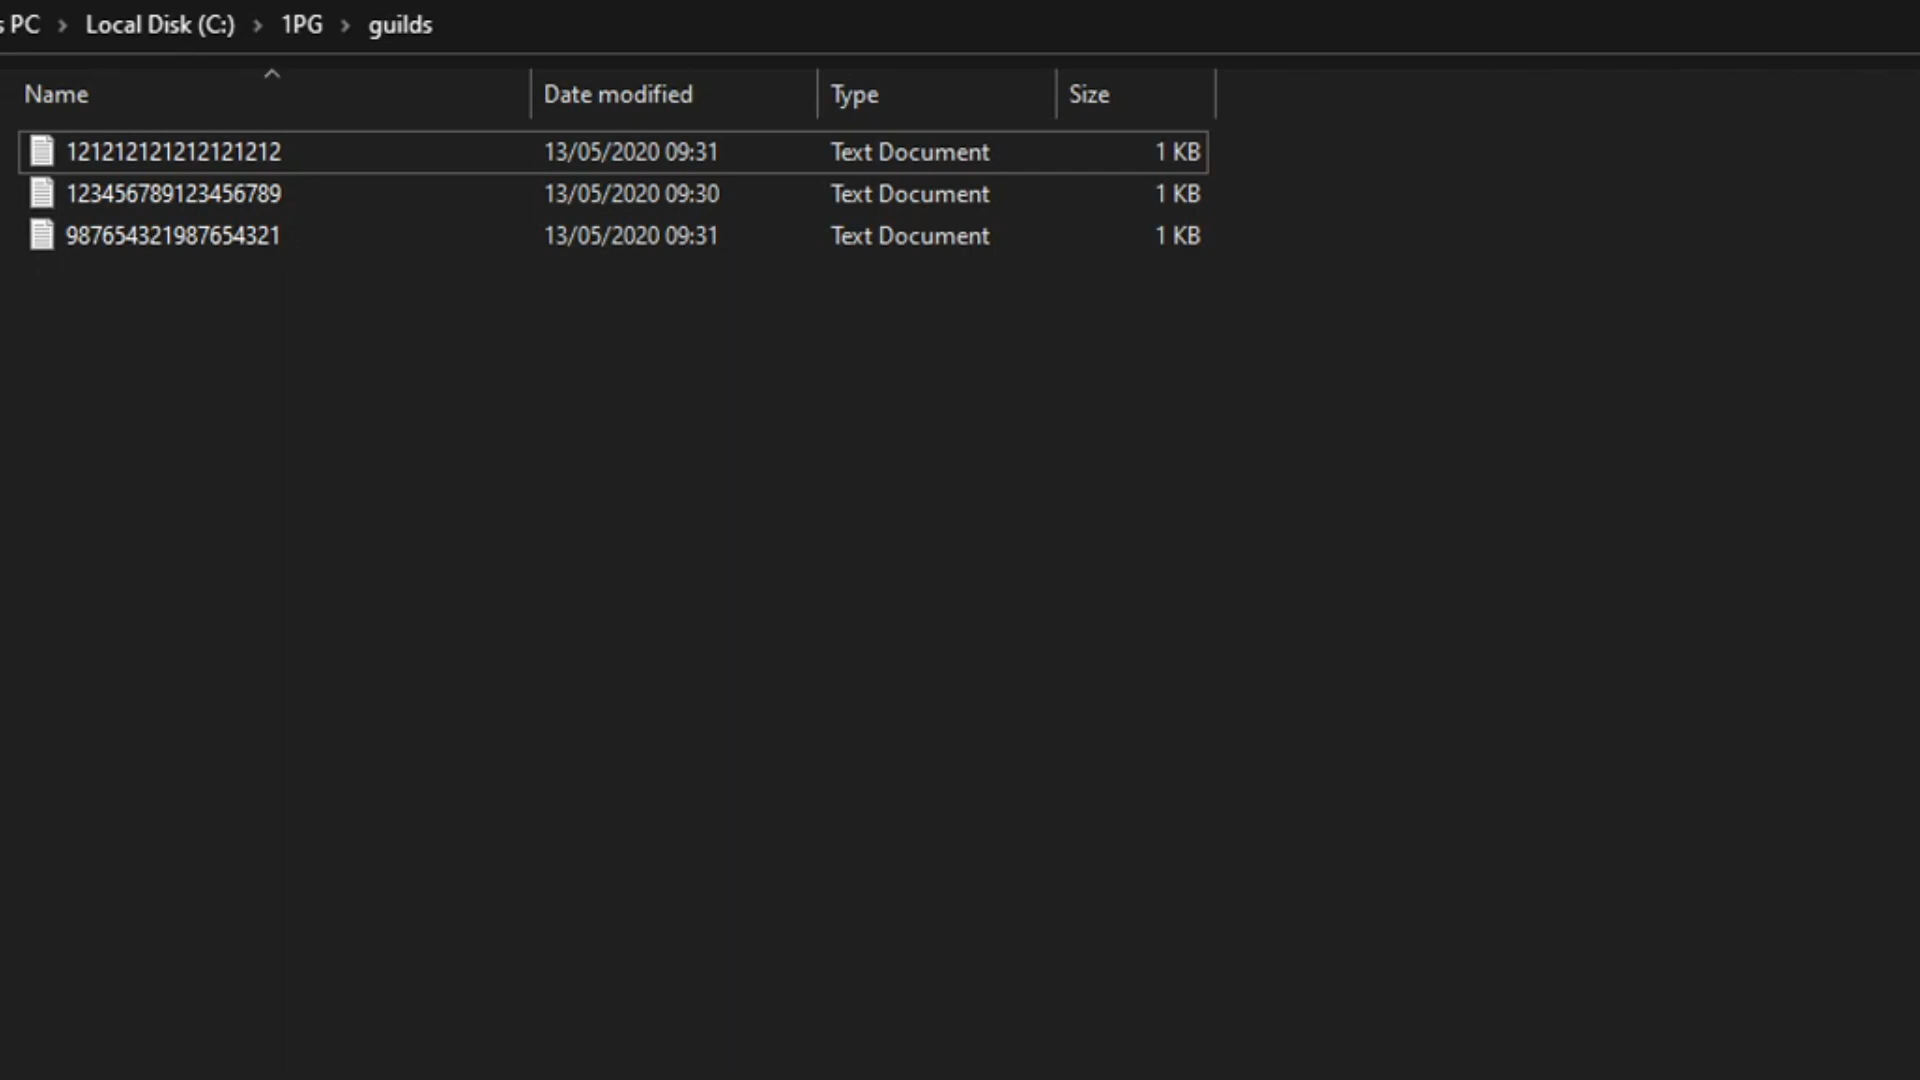 s PC > Local Disk (C:) > 1PG > guilds
Name Date modified Type Size
121212121212121212 13/05/2020 09:31 Text Document 1 KB
123456789123456789 13/05/2020 09:30 Text Document 1 KB
987654321987654321 13/05/2020 09:31 Text Document 1 KB